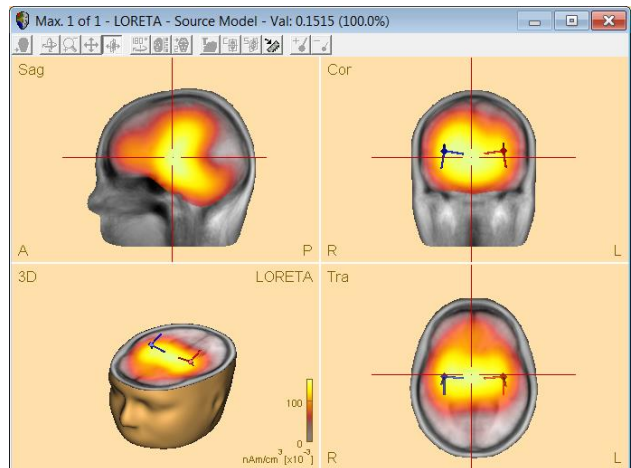 Max. 1 of 1 - LORETA - Source Model - Val: 0.1515 (100.0%)
Sag
Cor
A
P
R
L
3D
LORETA
Tra
100
0
nAm/cm³ [x10⁻³]
R
L